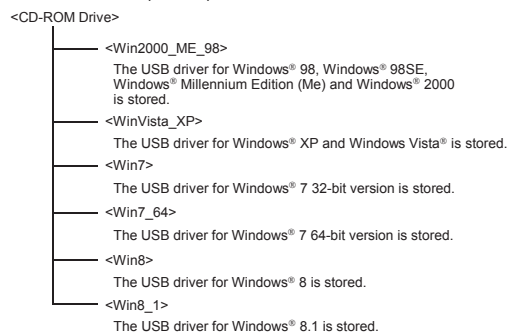 <CD-ROM Drive>
<Win2000_ME_98>
The USB driver for Windows® 98, Windows® 98SE,
Windows® Millennium Edition (Me) and Windows® 2000
is stored.
<WinVista_XP>
The USB driver for Windows® XP and Windows Vista® is stored.
<Win7>
The USB driver for Windows® 7 32-bit version is stored.
<Win7_64>
The USB driver for Windows® 7 64-bit version is stored.
<Win8>
The USB driver for Windows® 8 is stored.
<Win8_1>
The USB driver for Windows® 8.1 is stored.